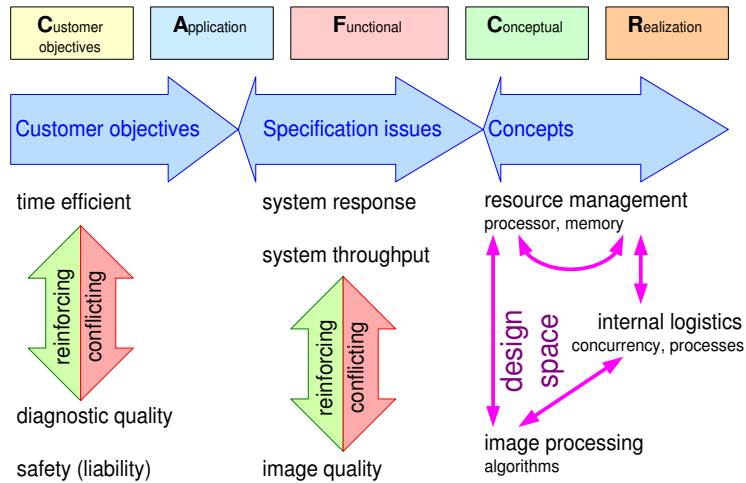 Customer
objectives
Application
Functional
Conceptual
Realization
Customer objectives
Specification issues
Concepts
time efficient
reinforcing
conflicting
diagnostic quality
safety (liability)
system response
system throughput
reinforcing
conflicting
image quality
resource management
processor, memory
design
space
internal logistics
concurrency, processes
image processing
algorithms